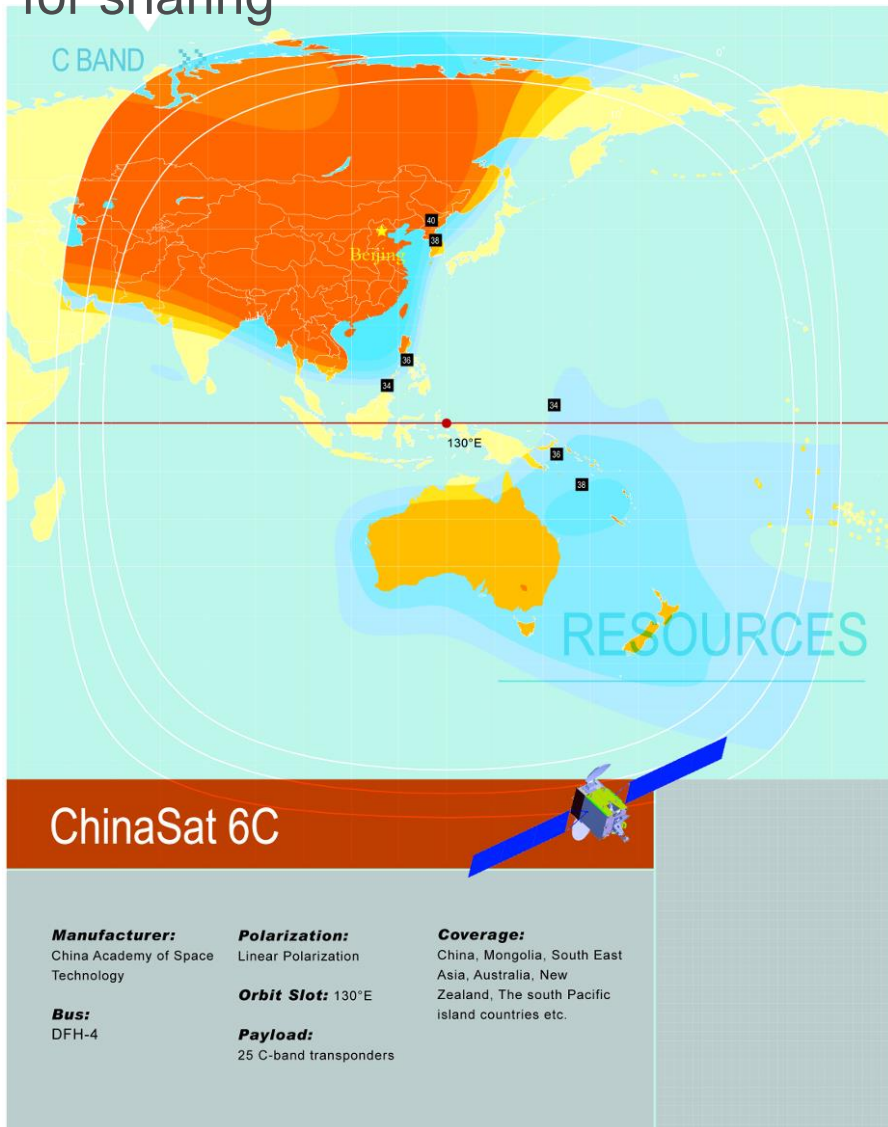 for sharing
C BAND
0°
5°
40
38
Beijing
36
34
34
130°E
36
38
RESOURCES
ChinaSat 6C
Manufacturer:
China Academy of Space
Technology
Bus:
DFH-4
Polarization:
Linear Polarization
Orbit Slot: 130°E
Payload:
25 C-band transponders
Coverage:
China, Mongolia, South East
Asia, Australia, New
Zealand, The south Pacific
island countries etc.